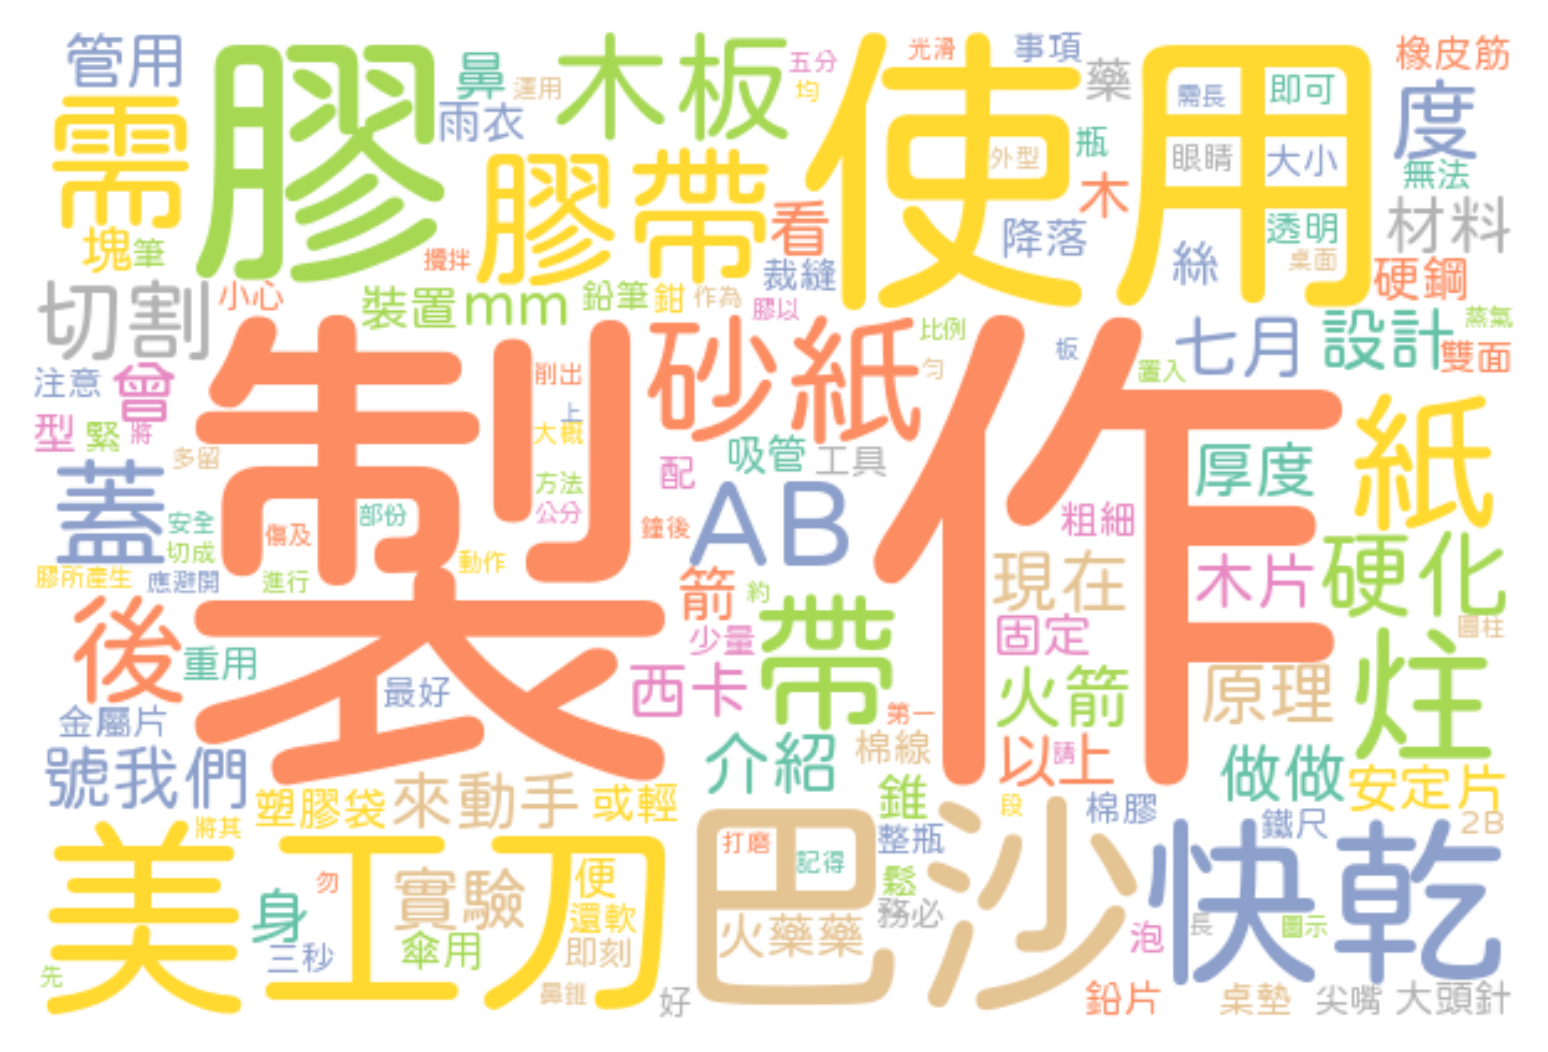 管用
需
膠
鼻
運用
雨衣
木板
五分
均
使用
光滑
事項
藥
瓶
外型
木
需長
即可
眼睛
大小
透明
桌面
絲
降落
橡皮筋
度
無法
材料
硬鋼
塊
筆
膠帶
看
裁縫
攪拌
切割
小心
裝置
mm
鉛筆
鉗
作為
膠以
比例
七月
設計
蒸氣
雙面
注意
曾
製作
削出
砂紙
勻
板
置入
型
緊
將
多留
上
大概
吸管
工具
配
厚度
紙
蓋
安全
切成
部份
傷及
方法
公分
鐘後
AB
粗細
膠所產生
應避開
進行
動作
箭
約
現在
木片
硬化
後
重用
少量
帶
固定
圓柱
最好
西卡
火箭
原理
炷
金屬片
第一
號我們
介紹
棉線
以上
請
做做
安定片
塑膠袋
來動手
或輕
錐
段
棉膠
鐵尺
2B
將其
美工刀
巴沙
打磨
記得
整瓶
快乾
身
勿
實驗
便
還軟
鬆
務必
火藥藥
泡
長
圖示
三秒
傘用
即刻
先
鼻錐
好
鉛片
桌墊
尖嘴
大頭針